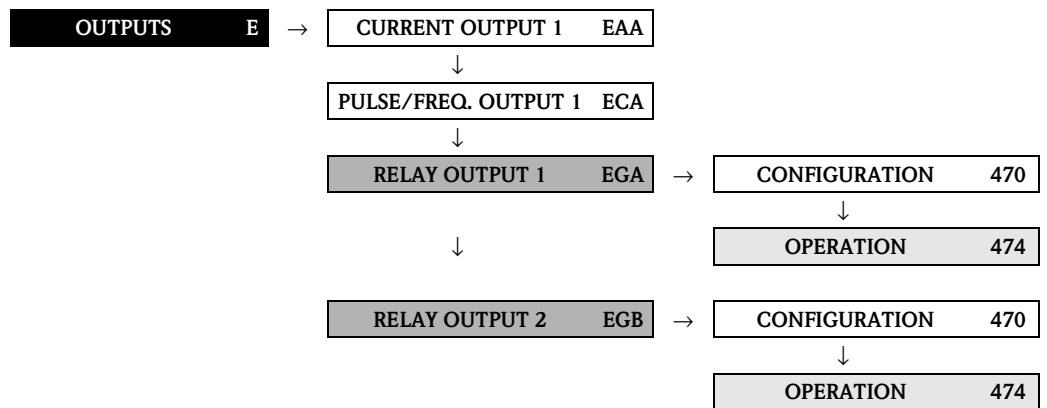 OUTPUTS E → CURRENT OUTPUT 1 EAA
↓
PULSE/FREQ. OUTPUT 1 ECA
↓
RELAY OUTPUT 1 EGA → CONFIGURATION 470
↓
↓ OPERATION 474
RELAY OUTPUT 2 EGB → CONFIGURATION 470
↓
OPERATION 474